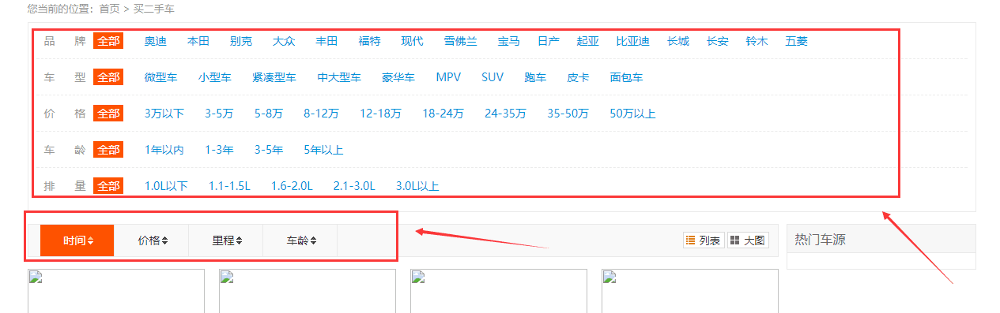 您当前的位置：首页 > 买二手车
品 牌 全部 奥迪 本田 别克 大众 丰田 福特 现代 雪佛兰 宝马 日产 起亚 比亚迪 长城 长安 铃木 五菱
车 型 全部 微型车 小型车 紧凑型车 中大型车 豪华车 MPV SUV 跑车 皮卡 面包车
价 格 全部 3万以下 3-5万 5-8万 8-12万 12-18万 18-24万 24-35万 35-50万 50万以上
车 龄 全部 1年以内 1-3年 3-5年 5年以上
排 量 全部 1.0L以下 1.1-1.5L 1.6-2.0L 2.1-3.0L 3.0L以上
时间 价格 里程 车龄 列表 大图 热门车源